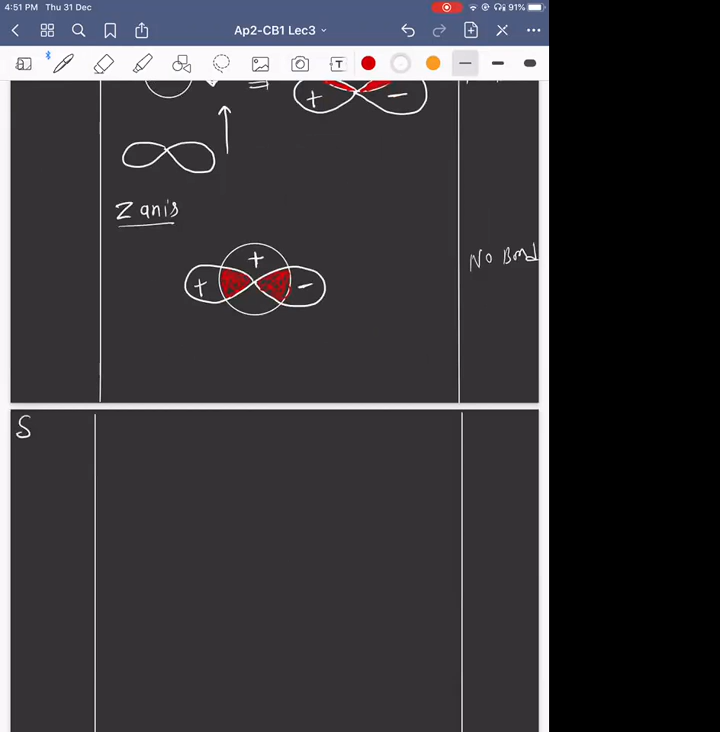 4:51 PM Thu 31 Dec
91%
Ap2-CB1 Lec3
T
=
+ −
Z anis
+
+ −
No Bond
S